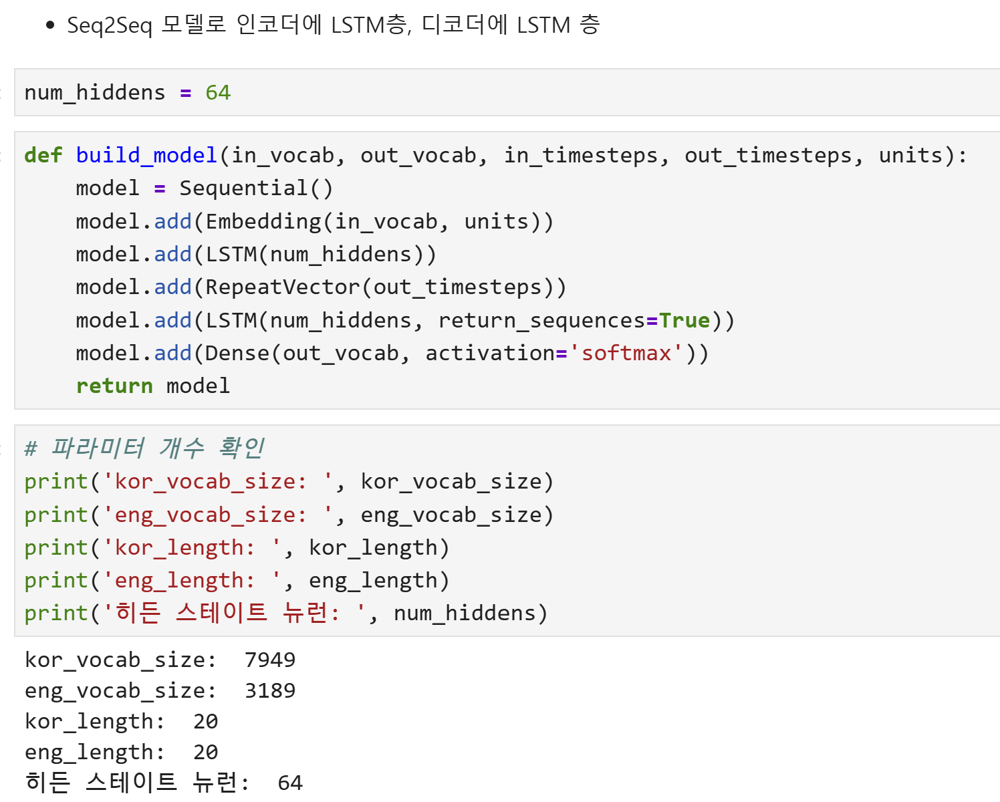 • Seq2Seq 모델로 인코더에 LSTM층, 디코더에 LSTM 층
num_hiddens = 64
def build_model(in_vocab, out_vocab, in_timesteps, out_timesteps, units):
    model = Sequential()
    model.add(Embedding(in_vocab, units))
    model.add(LSTM(num_hiddens))
    model.add(RepeatVector(out_timesteps))
    model.add(LSTM(num_hiddens, return_sequences=True))
    model.add(Dense(out_vocab, activation='softmax'))
    return model
# 파라미터 개수 확인
print('kor_vocab_size: ', kor_vocab_size)
print('eng_vocab_size: ', eng_vocab_size)
print('kor_length: ', kor_length)
print('eng_length: ', eng_length)
print('히든 스테이트 뉴런: ', num_hiddens)
kor_vocab_size:  7949
eng_vocab_size:  3189
kor_length:  20
eng_length:  20
히든 스테이트 뉴런:  64